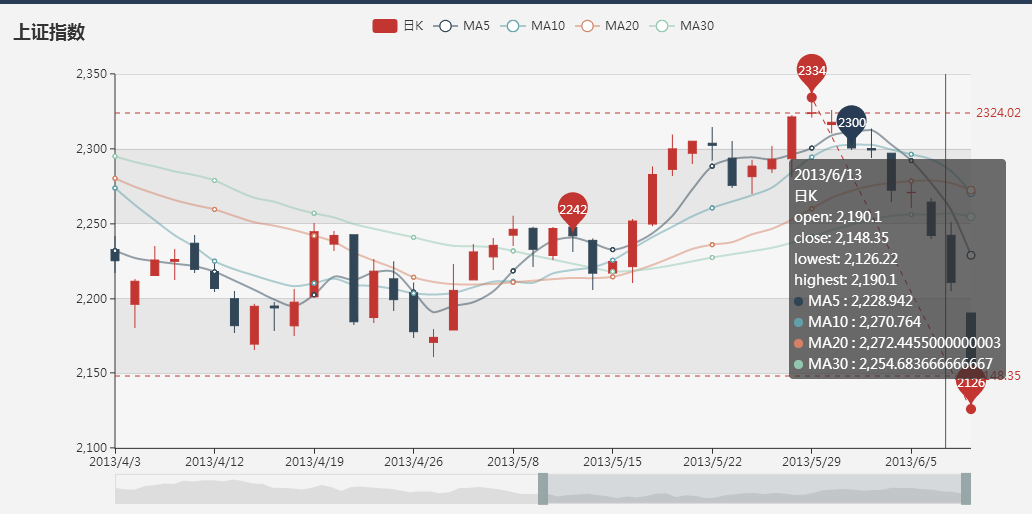 上证指数
日K MA5 MA10 MA20 MA30
2,350
2,300
2,250
2,200
2,150
2,100
2334
2324.02
2300
2242
2013/6/13
日K
open: 2,190.1
close: 2,148.35
lowest: 2,126.22
highest: 2,190.1
MA5 : 2,228.942
MA10 : 2,270.764
MA20 : 2,272.4455000000003
MA30 : 2,254.683666666667
48.35
2126
2013/4/3 2013/4/12 2013/4/19 2013/4/26 2013/5/8 2013/5/15 2013/5/22 2013/5/29 2013/6/5